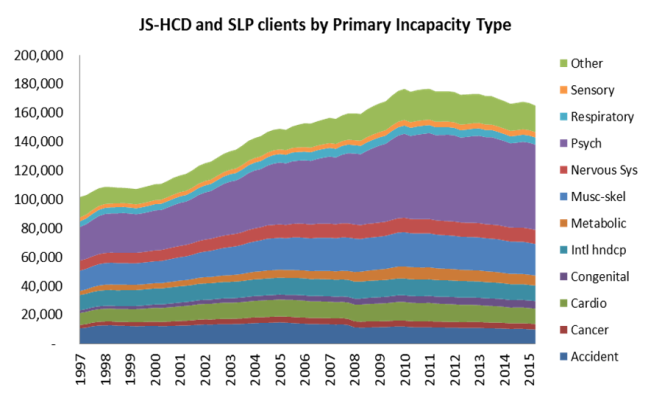 JS-HCD and SLP clients by Primary Incapacity Type
200,000
180,000
160,000
140,000
120,000
100,000
80,000
60,000
40,000
20,000
-
1997
1998
1999
2000
2001
2002
2003
2004
2005
2006
2007
2008
2009
2010
2011
2012
2013
2014
2015
Other
Sensory
Respiratory
Psych
Nervous Sys
Musc-skel
Metabolic
Intl hndcp
Congenital
Cardio
Cancer
Accident